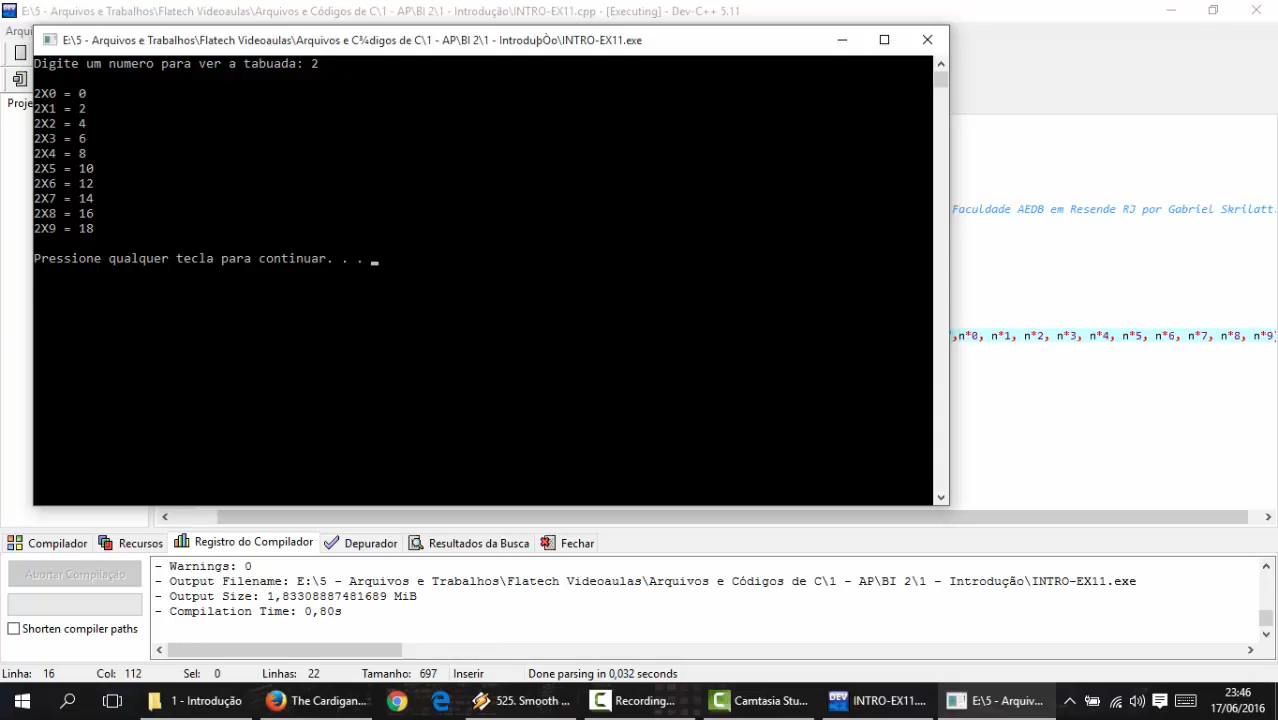 E:\5 - Arquivos e Trabalhos\Flatech Videoaulas\Arquivos e Códigos de C\1 - AP\BI 2\1 - Introdução\INTRO-EX11.cpp - [Executing] - Dev-C++ 5.11
Arqui
E:\5 - Arquivos e Trabalhos\Flatech Videoaulas\Arquivos e C¾digos de C\1 - AP\BI 2\1 - IntroduþÒo\INTRO-EX11.exe
Digite um numero para ver a tabuada: 2
Proje
2X0 = 0
2X1 = 2
2X2 = 4
2X3 = 6
2X4 = 8
2X5 = 10
2X6 = 12
2X7 = 14
2X8 = 16
2X9 = 18
Faculdade AEDB em Resende RJ por Gabriel Skrilatt.
Pressione qualquer tecla para continuar. . . _
,n*0, n*1, n*2, n*3, n*4, n*5, n*6, n*7, n*8, n*9)
Compilador Recursos Registro do Compilador Depurador Resultados da Busca Fechar
Abortar Compilação
Shorten compiler paths
- Warnings: 0
- Output Filename: E:\5 - Arquivos e Trabalhos\Flatech Videoaulas\Arquivos e Códigos de C\1 - AP\BI 2\1 - Introdução\INTRO-EX11.exe
- Output Size: 1,83308887481689 MiB
- Compilation Time: 0,80s
Linha: 16 Col: 112 Sel: 0 Linhas: 22 Tamanho: 697 Inserir Done parsing in 0,032 seconds
1 - Introdução The Cardigan... 525. Smooth ... Recording... Camtasia Stu... INTRO-EX11.... E:\5 - Arquiv... 23:46
17/06/2016